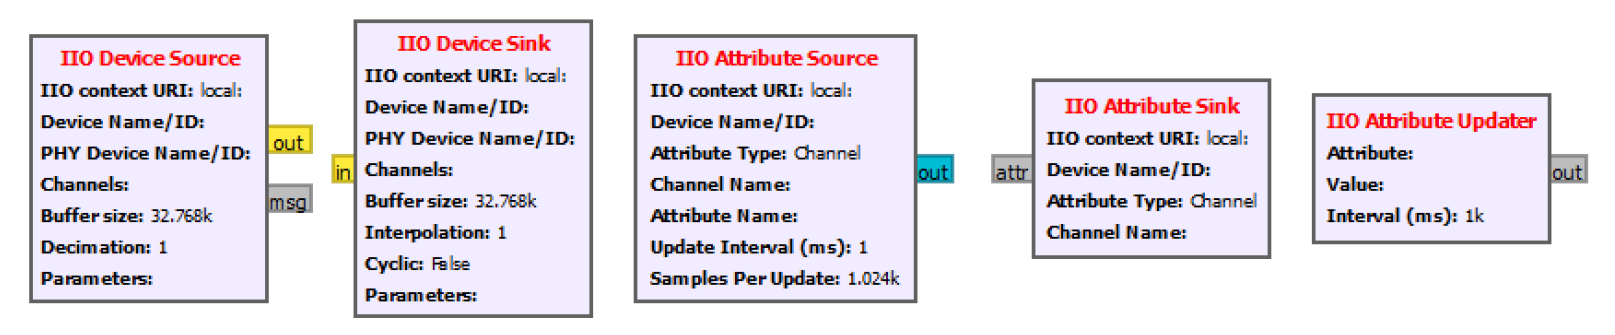 IIO Device Source
IIO context URI: local:
Device Name/ID:
PHY Device Name/ID:
Channels:
Buffer size: 32.768k
Decimation: 1
Parameters:
out
msg
in
IIO Device Sink
IIO context URI: local:
Device Name/ID:
PHY Device Name/ID:
Channels:
Buffer size: 32.768k
Interpolation: 1
Cyclic: False
Parameters:
IIO Attribute Source
IIO context URI: local:
Device Name/ID:
Attribute Type: Channel
Channel Name:
Attribute Name:
Update Interval (ms): 1
Samples Per Update: 1.024k
out
attr
IIO Attribute Sink
IIO context URI: local:
Device Name/ID:
Attribute Type: Channel
Channel Name:
IIO Attribute Updater
Attribute:
Value:
Interval (ms): 1k
out